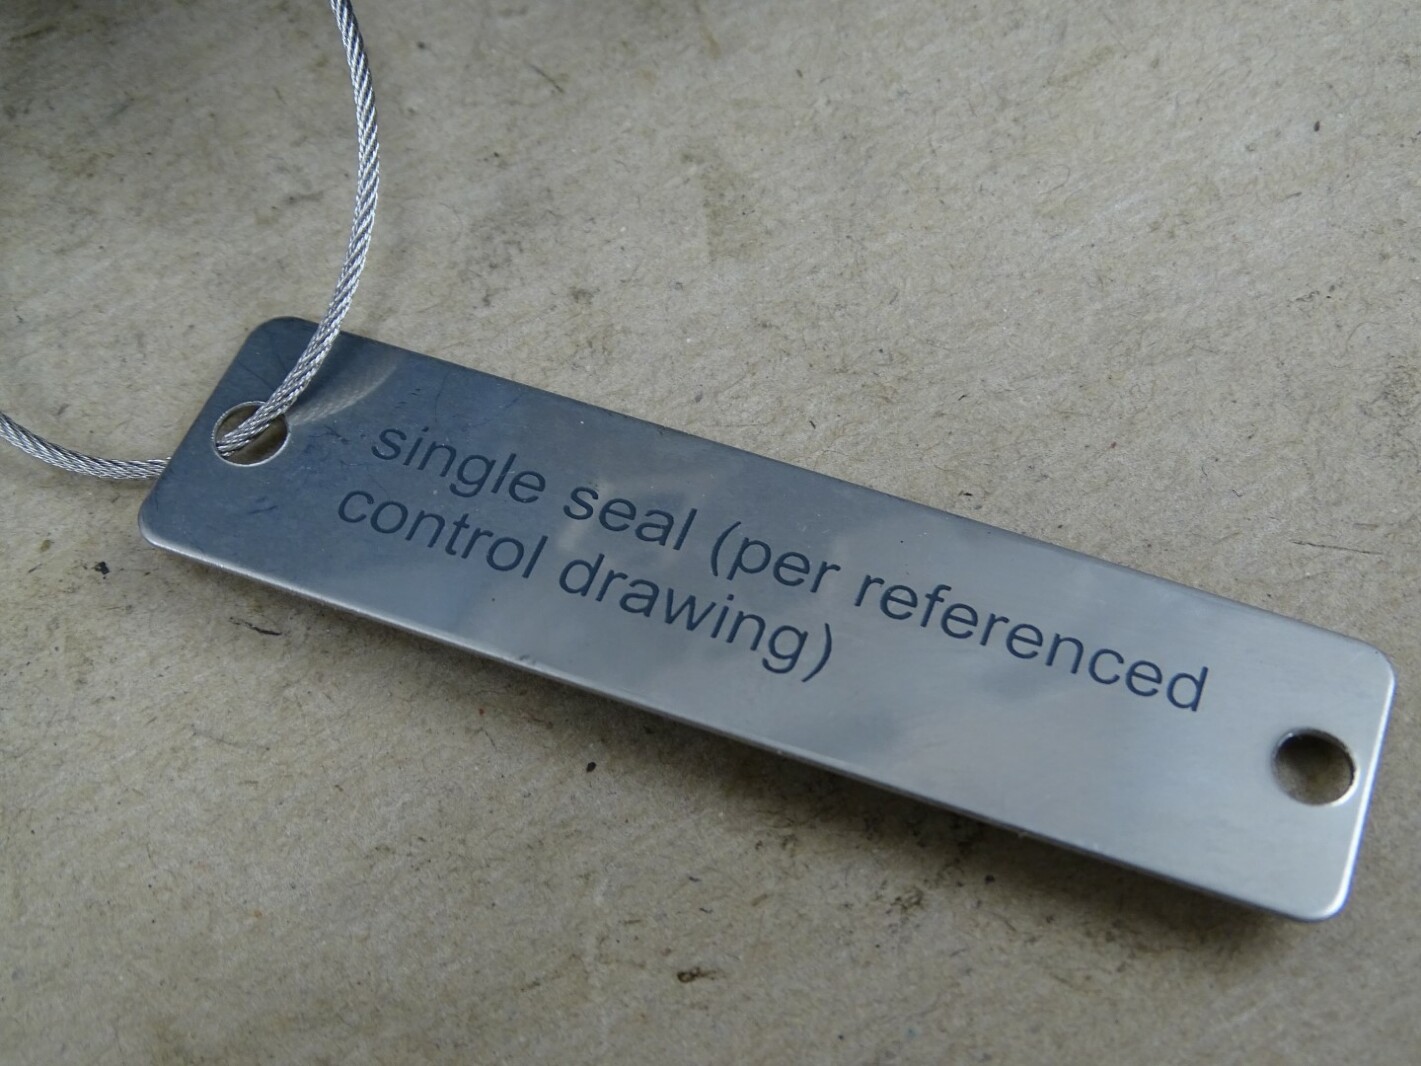 single seal (per referenced
control drawing)